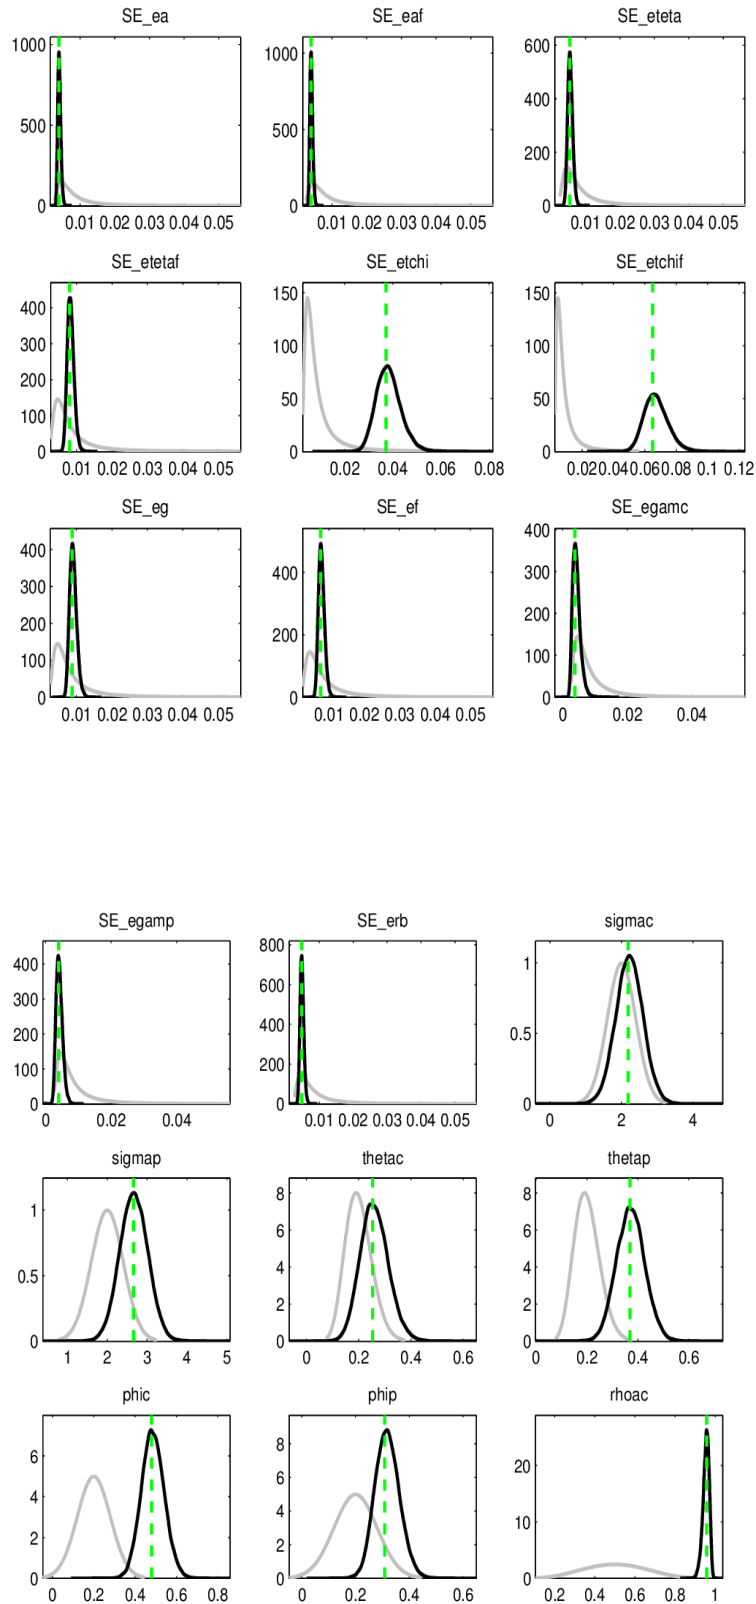 SE_ea SE_eaf SE_eteta
1000 1000 600
500 500 400
200
0 0 0
0.01 0.02 0.03 0.04 0.05 0.01 0.02 0.03 0.04 0.05 0.01 0.02 0.03 0.04 0.05
SE_etetaf SE_etchi SE_etchif
400 150 150
300 100 100
200 50 50
100
0 0 0
0.01 0.02 0.03 0.04 0.05 0.02 0.04 0.06 0.08 0.02 0.04 0.06 0.08 0.1 0.12
SE_eg SE_ef SE_egamc
400 400 400
300 200 300
200 200
100 100
0 0 0
0.01 0.02 0.03 0.04 0.05 0.01 0.02 0.03 0.04 0.05 0 0.02 0.04
SE_egamp SE_erb sigmac
400 800 1
300 600 0.5
200 400
100 200
0 0 0
0 0.02 0.04 0.01 0.02 0.03 0.04 0.05 0 2 4
sigmap thetac thetap
1 8 8
0.5 6 6
4 4
2 2
0 0 0
1 2 3 4 5 0 0.2 0.4 0.6 0 0.2 0.4 0.6
phic phip rhoac
6 8 20
4 6 10
2 4
2
0 0 0
0 0.2 0.4 0.6 0.8 0 0.2 0.4 0.6 0.2 0.4 0.6 0.8 1